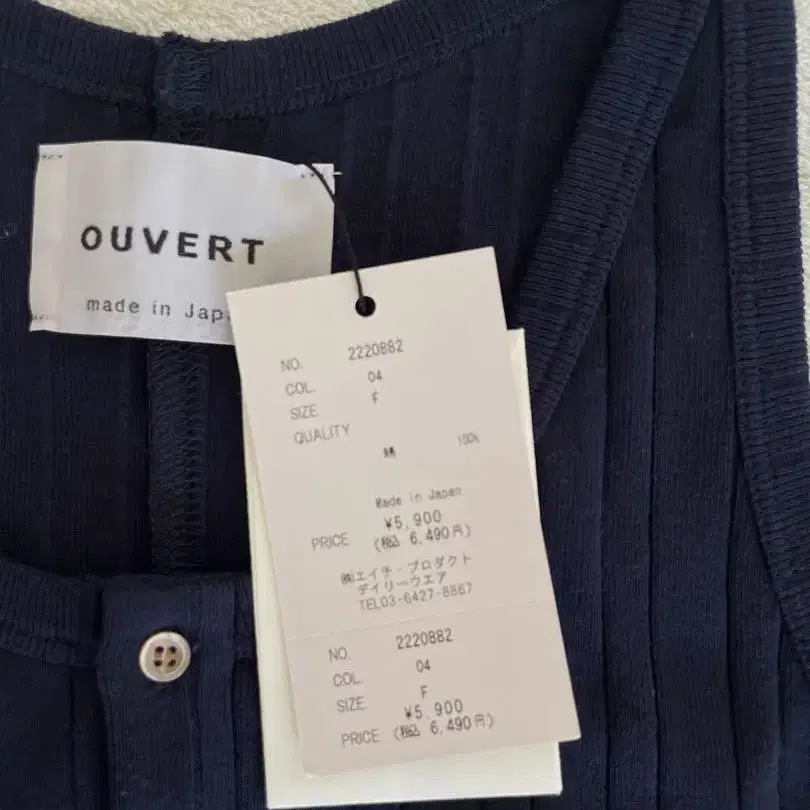 OUVERT
made in Jap
NO. 2220882
COL. 04
SIZE F
QUALITY
綿 100%
Made in Japan
¥5,900
PRICE (税込 6,490円)
㈱エイチ・プロダクト
デイリーウエア
TEL03-6427-8867
NO. 2220882
COL. 04
SIZE F
¥5,900
PRICE (税込 6,490円)